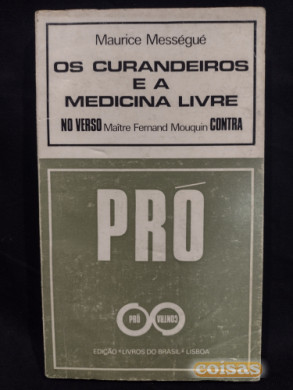 Maurice Mességué
OS CURANDEIROS
E A
MEDICINA LIVRE
NO VERSO Maître Fernand Mouquin CONTRA
PRÓ
PRÓ CONTRA
EDIÇÃO • LIVROS DO BRASIL • LISBOA
coisas